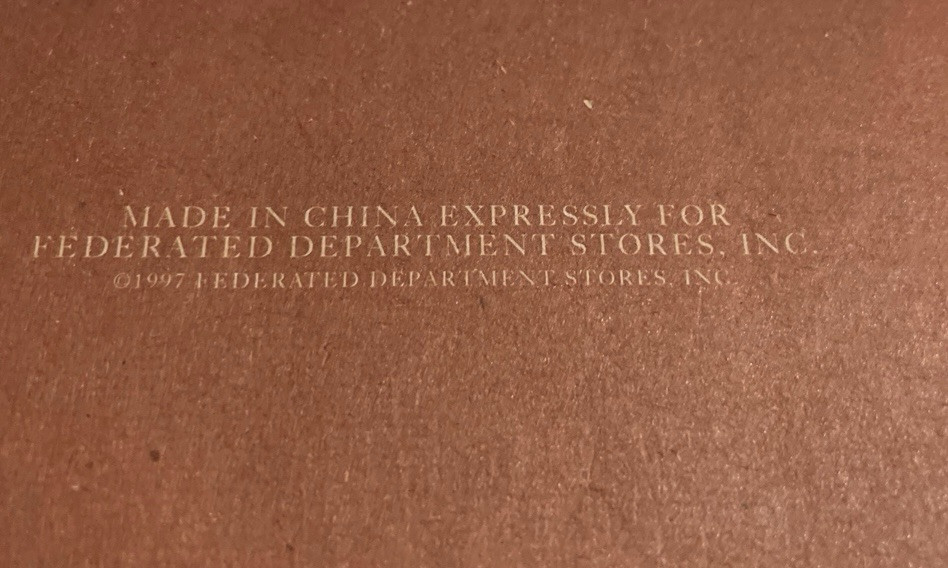 MADE IN CHINA EXPRESSLY FOR
FEDERATED DEPARTMENT STORES, INC.
©1997 FEDERATED DEPARTMENT STORES, INC.